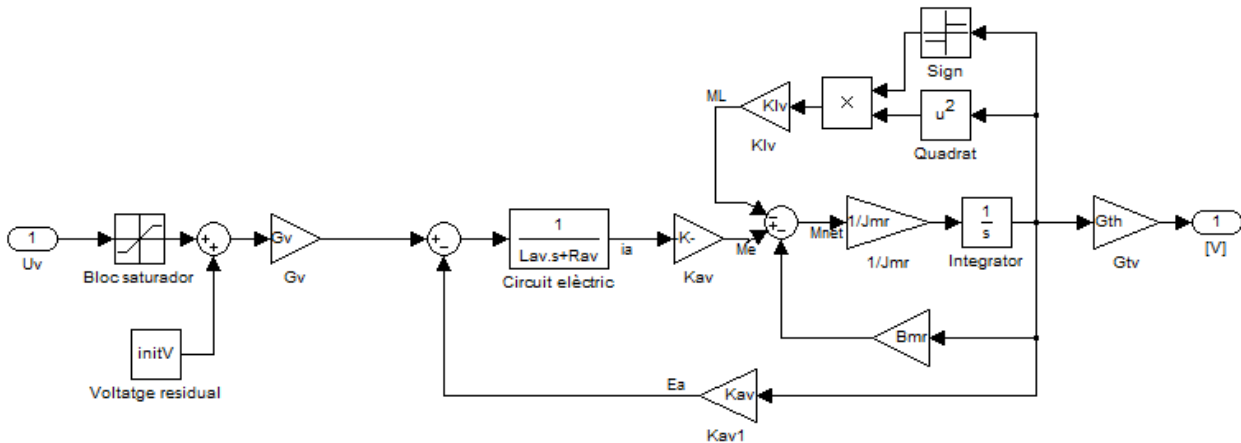 Sign
ML
Klv
×
u²
Klv
Quadrat
1
Uv
Bloc saturador
+
+
Gv
Gv
+
−
1
Lav.s+Rav
Circuit elèctric
ia
K-
Kav
Me
−
+
−
Mnet
1/Jmr
1/Jmr
1
s
Integrator
Gth
Gtv
1
[V]
initV
Voltatge residual
Bmr
Ea
Kav
Kav1